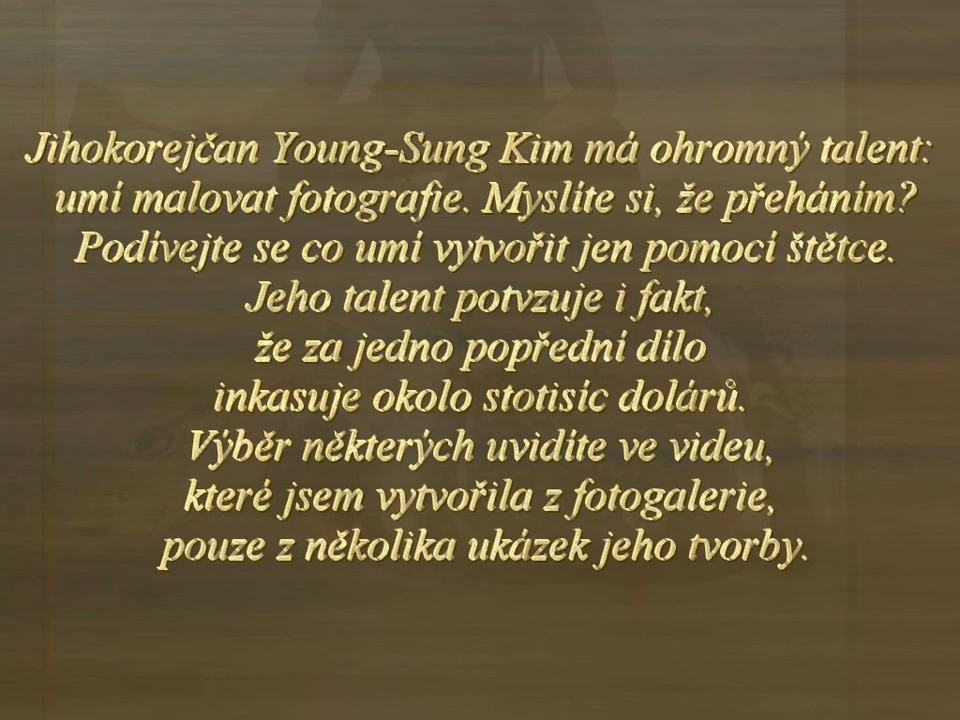 Jihokorejčan Young-Sung Kim má ohromný talent:
umí malovat fotografie. Myslíte si, že přeháním?
Podívejte se co umí vytvořit jen pomocí štětce.
Jeho talent potvzuje i fakt,
že za jedno popřední dílo
inkasuje okolo stotisíc dolárů.
Výběr některých uvidíte ve videu,
které jsem vytvořila z fotogalerie,
pouze z několika ukázek jeho tvorby.